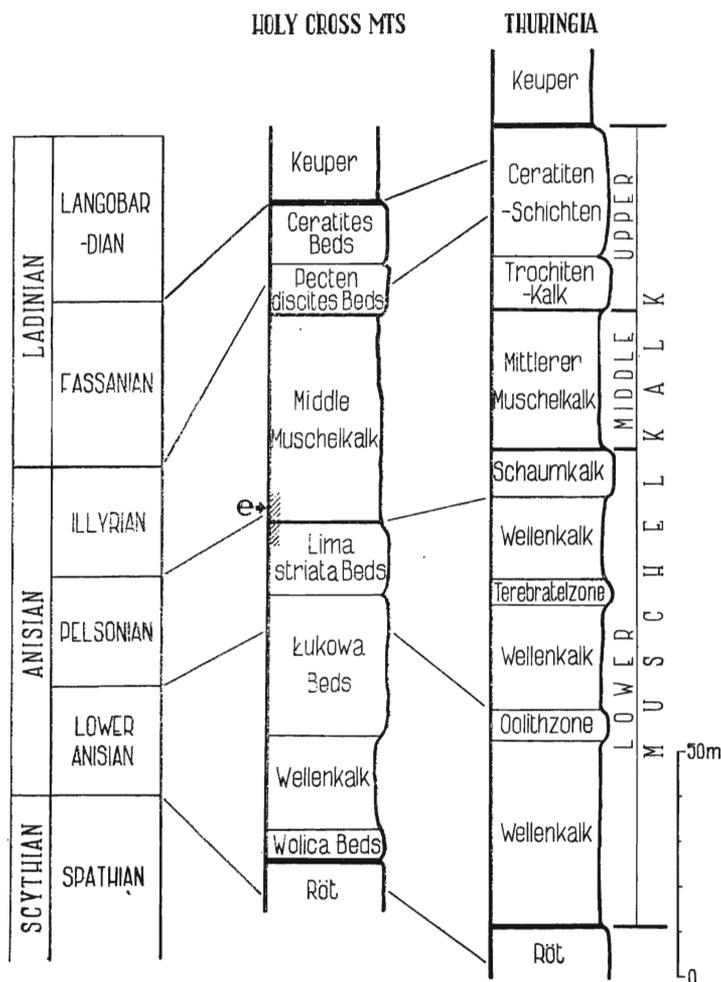 HOLY CROSS MTS
THURINGIA
LADINIAN
ANISIAN
SCYTHIAN
LANGOBAR
-DIAN
FASSANIAN
ILLYRIAN
PELSONIAN
LOWER
ANISIAN
SPATHIAN
Keuper
Ceratites
Beds
Pecten
discites Beds
Middle
Muschelkalk
e
Lima
striata Beds
Łukowa
Beds
Wellenkalk
Wolica Beds
Röt
Keuper
Ceratiten
-Schichten
Trochiten
-Kalk
Mittlerer
Muschelkalk
Schaumkalk
Wellenkalk
Terebratelzone
Wellenkalk
Oolithzone
Wellenkalk
Röt
UPPER
MIDDLE
LOWER
MUSCHELKALK
50m
0